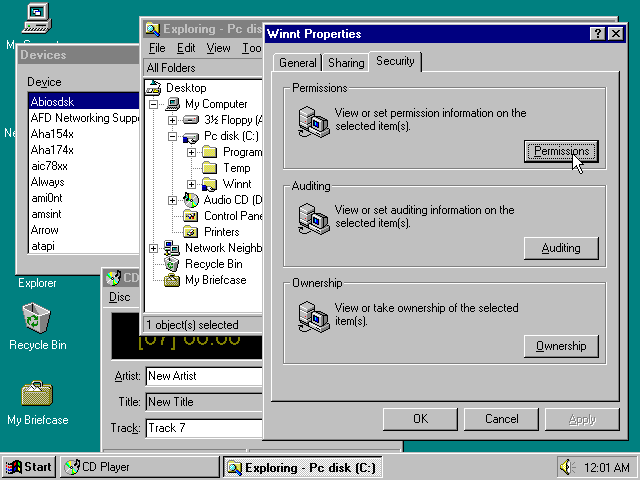 Devices
Device
Abiosdsk
AFD Networking Suppo
Aha154x
Aha174x
aic78xx
Always
ami0nt
amsint
Arrow
atapi
Explorer
Recycle Bin
My Briefcase
Exploring - Pc disk
File Edit View Too
All Folders
Desktop
My Computer
3½ Floppy (A
Pc disk (C:)
Program
Temp
Winnt
Audio CD (D
Control Pane
Printers
Network Neighb
Recycle Bin
My Briefcase
1 object(s) selected
CD
Disc
[07] 00:00
Artist: New Artist
Title: New Title
Track: Track 7
Winnt Properties
General Sharing Security
Permissions
View or set permission information on the
selected item(s).
Permissions
Auditing
View or set auditing information on the
selected item(s).
Auditing
Ownership
View or take ownership of the selected
item(s).
Ownership
OK Cancel Apply
Start CD Player Exploring - Pc disk (C:) 12:01 AM